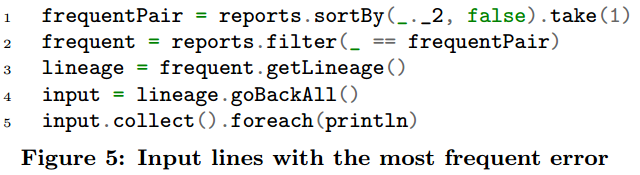 1 frequentPair = reports.sortBy(_._2, false).take(1)
2 frequent = reports.filter(_ == frequentPair)
3 lineage = frequent.getLineage()
4 input = lineage.goBackAll()
5 input.collect().foreach(println)
Figure 5: Input lines with the most frequent error